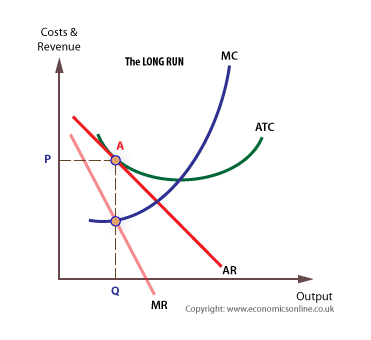 Costs &
Revenue
The LONG RUN
MC
ATC
A
P
AR
Q
MR
Output
Copyright: www.economicsonline.co.uk